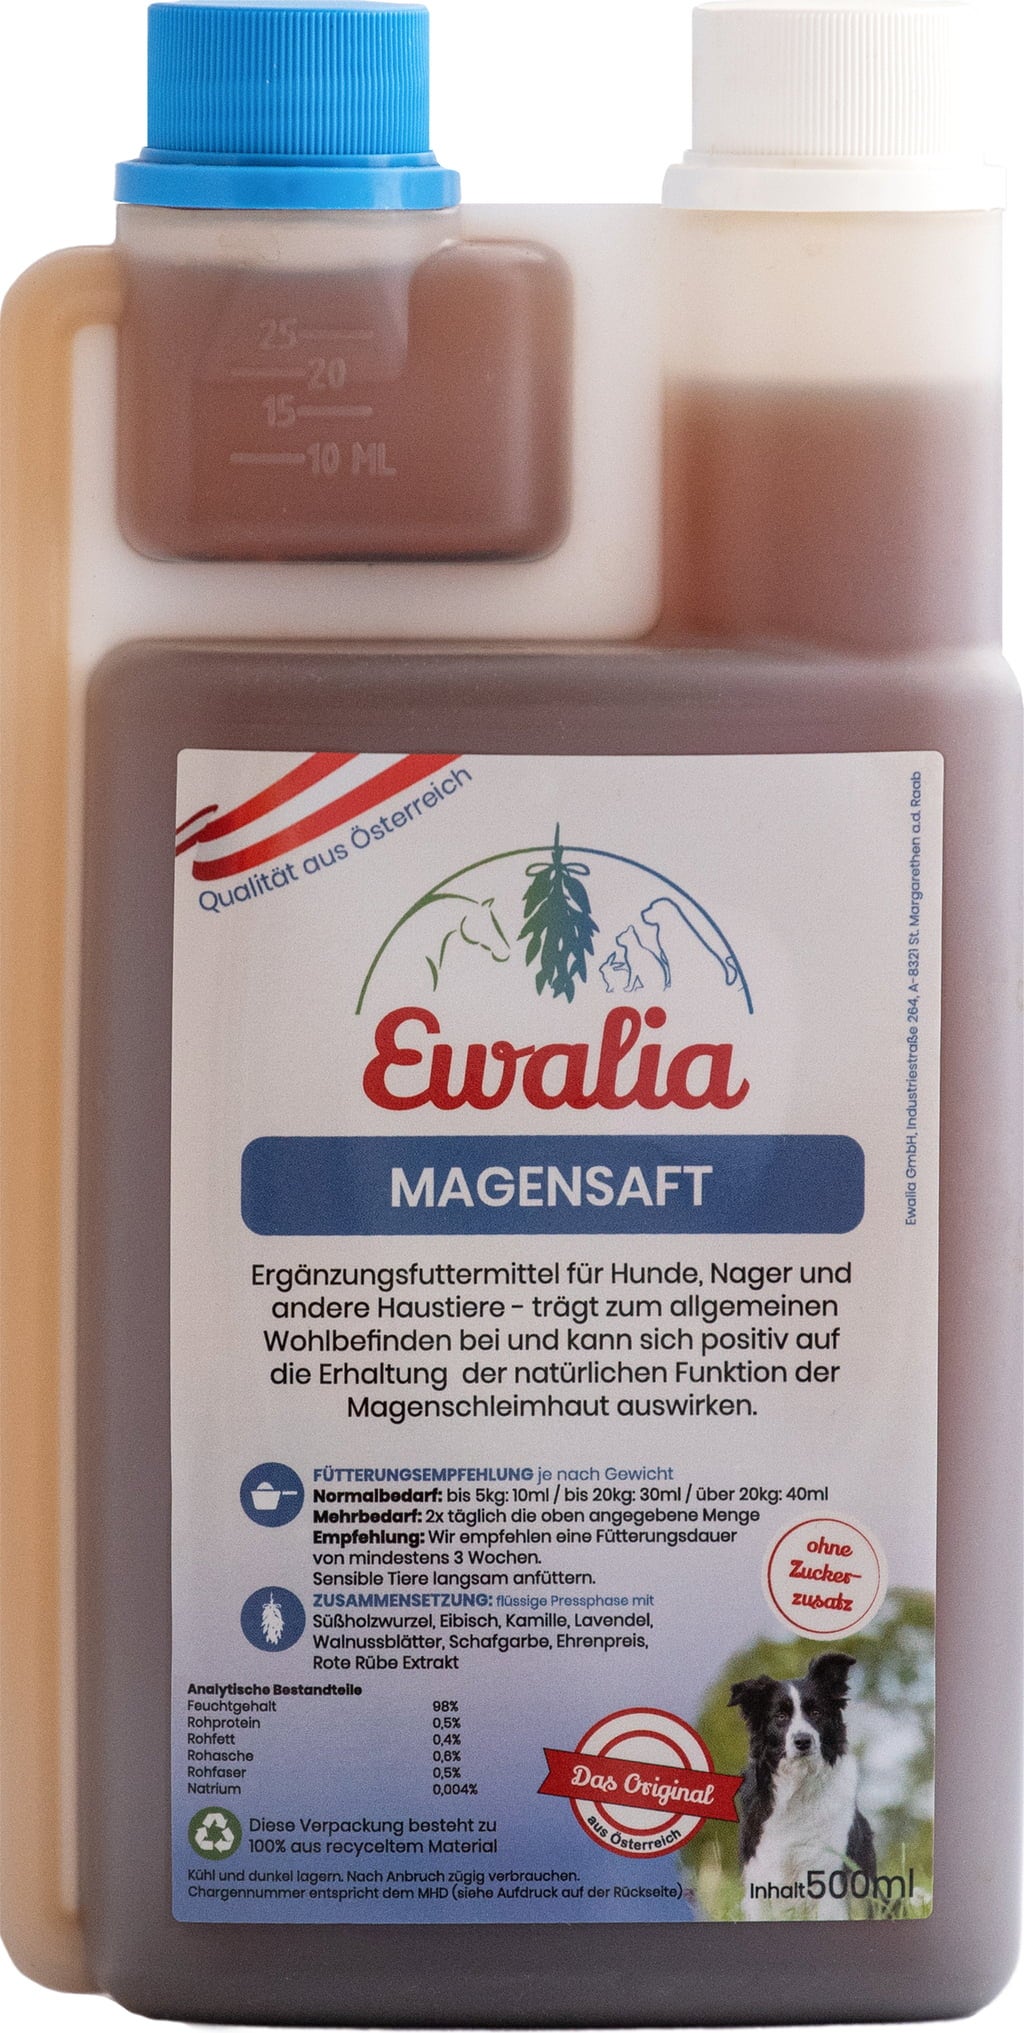 25
20
15
10 ML
Qualität aus Österreich
Ewalia
MAGENSAFT
Ergänzungsfuttermittel für Hunde, Nager und
andere Haustiere - trägt zum allgemeinen
Wohlbefinden bei und kann sich positiv auf
die Erhaltung der natürlichen Funktion der
Magenschleimhaut auswirken.
FÜTTERUNGSEMPFEHLUNG je nach Gewicht
Normalbedarf: bis 5kg: 10ml / bis 20kg: 30ml / über 20kg: 40ml
Mehrbedarf: 2x täglich die oben angegebene Menge
Empfehlung: Wir empfehlen eine Fütterungsdauer
von mindestens 3 Wochen.
Sensible Tiere langsam anfüttern.
ZUSAMMENSETZUNG: flüssige Pressphase mit
Süßholzwurzel, Eibisch, Kamille, Lavendel,
Walnussblätter, Schafgarbe, Ehrenpreis,
Rote Rübe Extrakt
ohne
Zucker-
zusatz
Analytische Bestandteile
Feuchtgehalt 98%
Rohprotein 0,5%
Rohfett 0,4%
Rohasche 0,6%
Rohfaser 0,5%
Natrium 0,004%
Das Original
aus Österreich
Diese Verpackung besteht zu
100% aus recyceltem Material
Kühl und dunkel lagern. Nach Anbruch zügig verbrauchen.
Chargennummer entspricht dem MHD (siehe Aufdruck auf der Rückseite)
Inhalt 500ml
Ewalia GmbH, Industriestraße 264, A-8321 St. Margarethen a.d. Raab